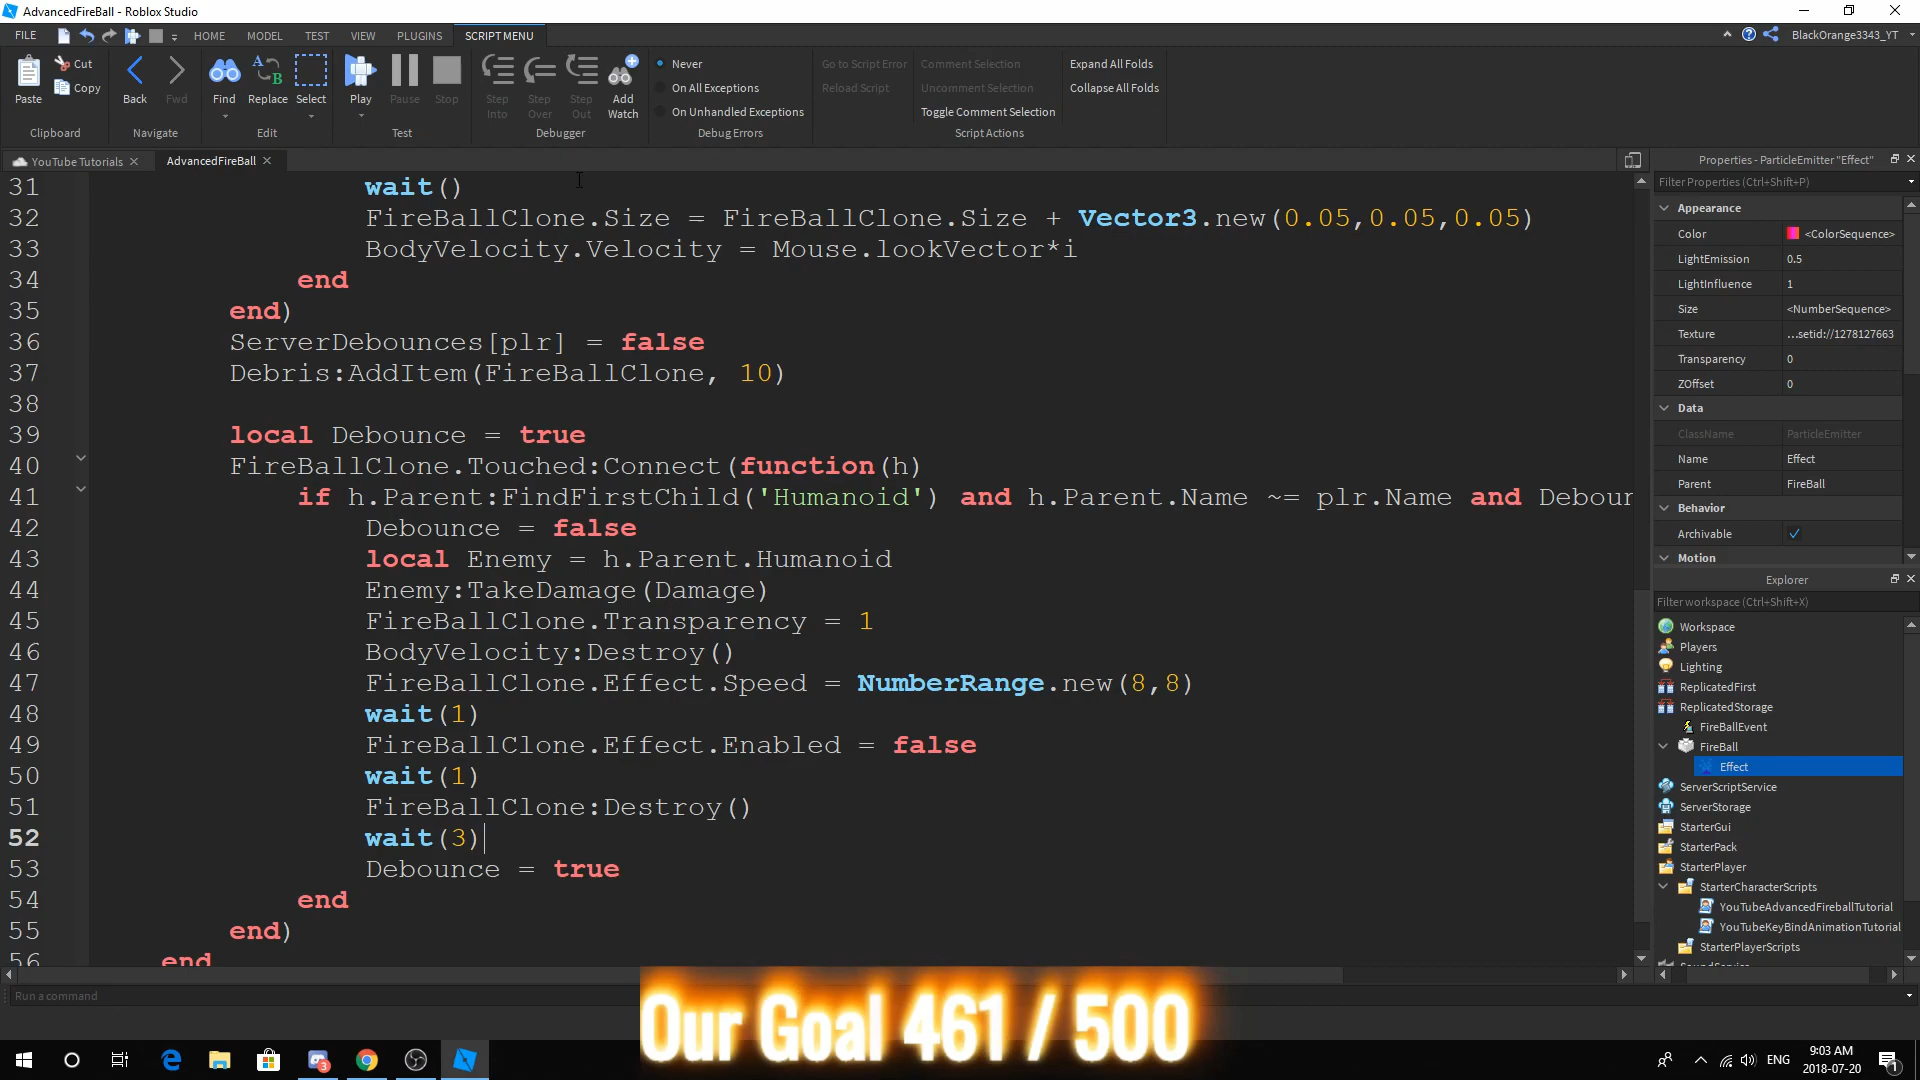 AdvancedFireBall - Roblox Studio
FILE HOME MODEL TEST VIEW PLUGINS SCRIPT MENU BlackOrange3343_YT
Paste Cut Copy Clipboard
Back Fwd Navigate
Find Replace Select Edit
Play Pause Stop Test
Step Into Step Over Step Out Add Watch Debugger
Never
On All Exceptions
On Unhandled Exceptions
Debug Errors
Go to Script Error
Reload Script
Comment Selection
Uncomment Selection
Toggle Comment Selection
Expand All Folds
Collapse All Folds
Script Actions
YouTube Tutorials AdvancedFireBall
31 wait()
32 FireBallClone.Size = FireBallClone.Size + Vector3.new(0.05,0.05,0.05)
33 BodyVelocity.Velocity = Mouse.lookVector*i
34 end
35 end)
36 ServerDebounces[plr] = false
37 Debris:AddItem(FireBallClone, 10)
38
39 local Debounce = true
40 FireBallClone.Touched:Connect(function(h)
41 if h.Parent:FindFirstChild('Humanoid') and h.Parent.Name ~= plr.Name and Deboun
42 Debounce = false
43 local Enemy = h.Parent.Humanoid
44 Enemy:TakeDamage(Damage)
45 FireBallClone.Transparency = 1
46 BodyVelocity:Destroy()
47 FireBallClone.Effect.Speed = NumberRange.new(8,8)
48 wait(1)
49 FireBallClone.Effect.Enabled = false
50 wait(1)
51 FireBallClone:Destroy()
52 wait(3)
53 Debounce = true
54 end
55 end)
56 end
Run a command
Properties - ParticleEmitter "Effect"
Filter Properties (Ctrl+Shift+P)
Appearance
Color <ColorSequence>
LightEmission 0.5
LightInfluence 1
Size <NumberSequence>
Texture ...setid://1278127663
Transparency 0
ZOffset 0
Data
ClassName ParticleEmitter
Name Effect
Parent FireBall
Behavior
Archivable
Motion
Explorer
Filter workspace (Ctrl+Shift+X)
Workspace
Players
Lighting
ReplicatedFirst
ReplicatedStorage
FireBallEvent
FireBall
Effect
ServerScriptService
ServerStorage
StarterGui
StarterPack
StarterPlayer
StarterCharacterScripts
YouTubeAdvancedFireballTutorial
YouTubeKeyBindAnimationTutorial
StarterPlayerScripts
SoundService
Our Goal 461 / 500
3
ENG
9:03 AM
2018-07-20
1